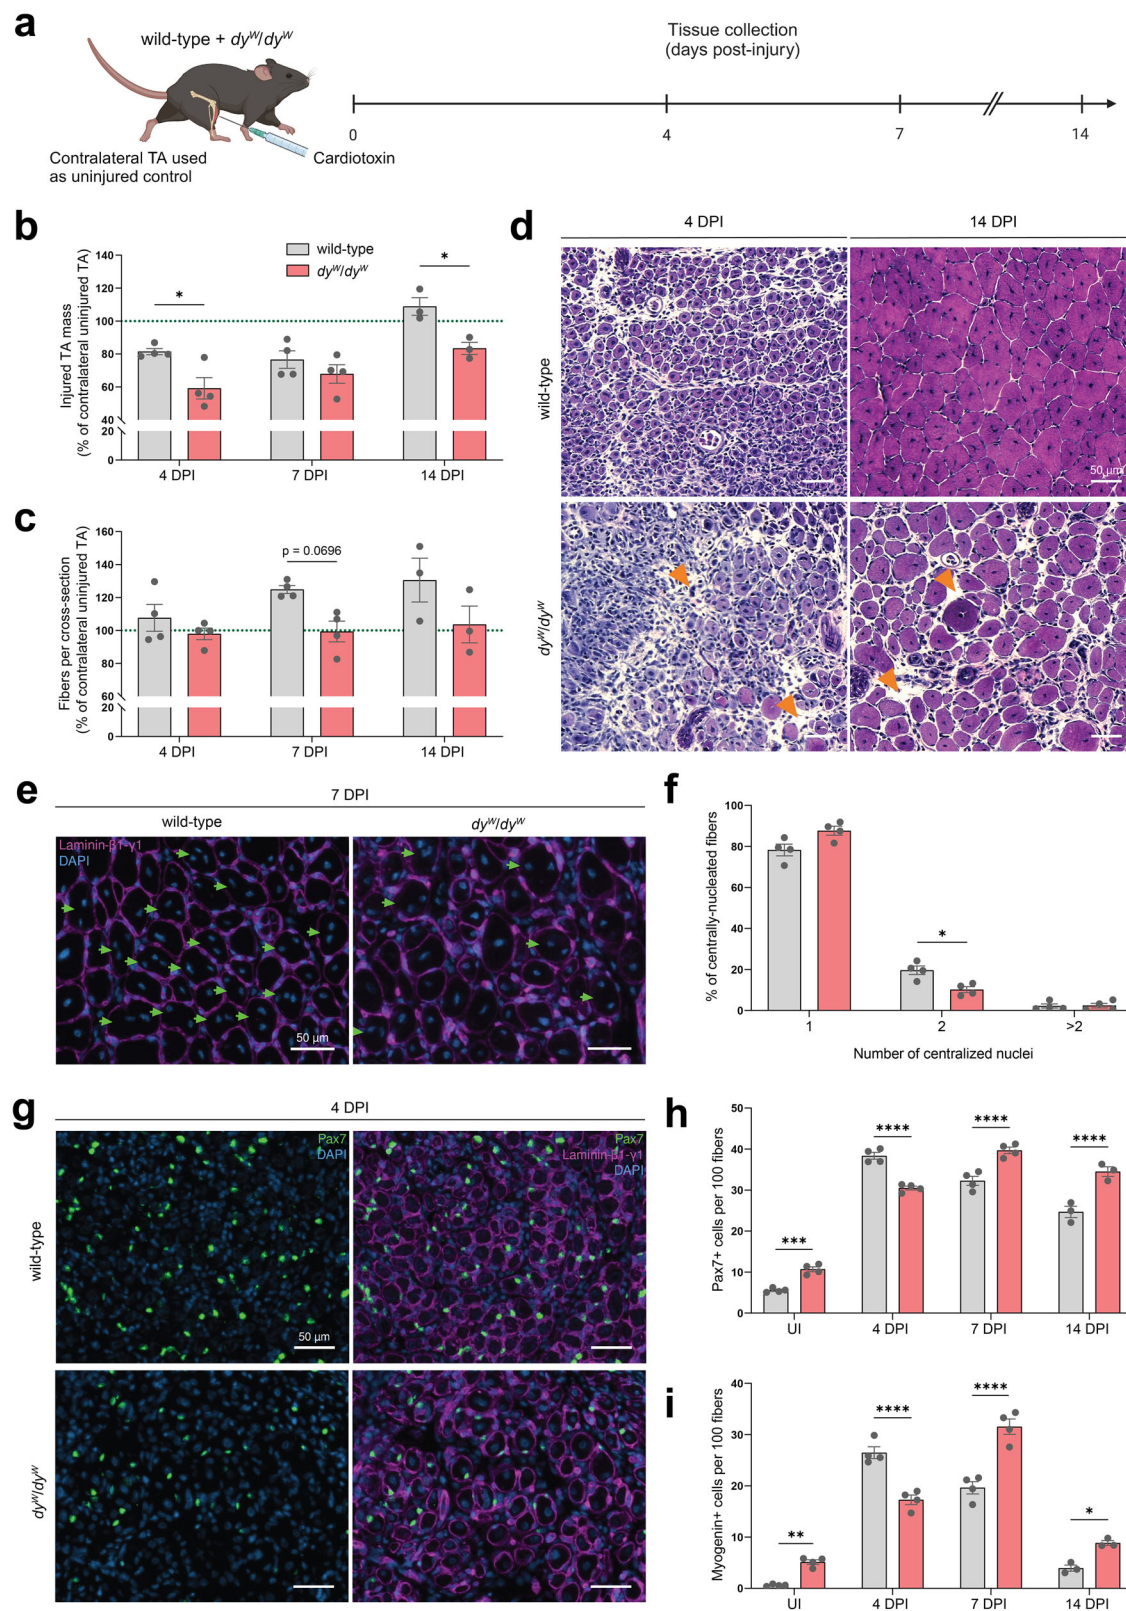 a
wild-type + dyᵂ/dyᵂ
Tissue collection
(days post-injury)
0
4
7
14
Contralateral TA used
as uninjured control
Cardiotoxin
b
wild-type
dyᵂ/dyᵂ
Injured TA mass
(% of contralateral uninjured TA)
140
120
100
80
60
40
20
0
*
*
4 DPI
7 DPI
14 DPI
c
Fibers per cross-section
(% of contralateral uninjured TA)
160
140
120
100
80
60
20
0
p = 0.0696
4 DPI
7 DPI
14 DPI
d
4 DPI
14 DPI
wild-type
50 µm
dyᵂ/dyᵂ
e
7 DPI
wild-type
dyᵂ/dyᵂ
Laminin-β1-γ1
DAPI
50 µm
f
% of centrally-nucleated fibers
100
80
60
40
20
0
*
1
2
>2
Number of centralized nuclei
g
4 DPI
Pax7
DAPI
Pax7
Laminin-β1-γ1
DAPI
wild-type
50 µm
dyᵂ/dyᵂ
h
Pax7+ cells per 100 fibers
50
40
30
20
10
0
***
****
****
****
UI
4 DPI
7 DPI
14 DPI
i
Myogenin+ cells per 100 fibers
40
30
20
10
0
**
****
****
*
UI
4 DPI
7 DPI
14 DPI